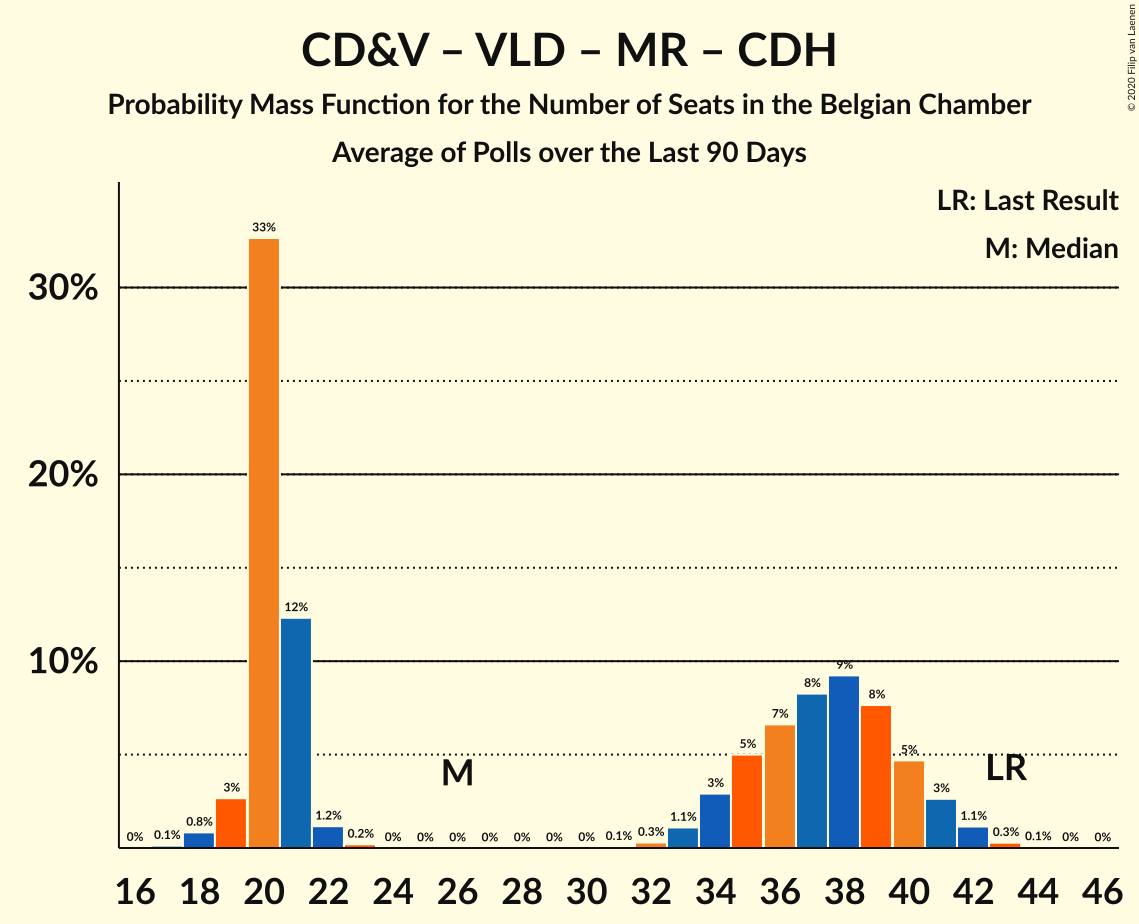 CD&V – VLD – MR – CDH
Probability Mass Function for the Number of Seats in the Belgian Chamber
Average of Polls over the Last 90 Days
© 2020 Filip van Laenen
LR: Last Result
M: Median
30%
20%
10%
0% 0.1% 0.8% 3% 33% 12% 1.2% 0.2% 0% 0% 0% 0% 0% 0% 0% 0.1% 0.3% 1.1% 3% 5% 7% 8% 9% 8% 5% 3% 1.1% 0.3% 0.1% 0% 0%
M
LR
16 18 20 22 24 26 28 30 32 34 36 38 40 42 44 46